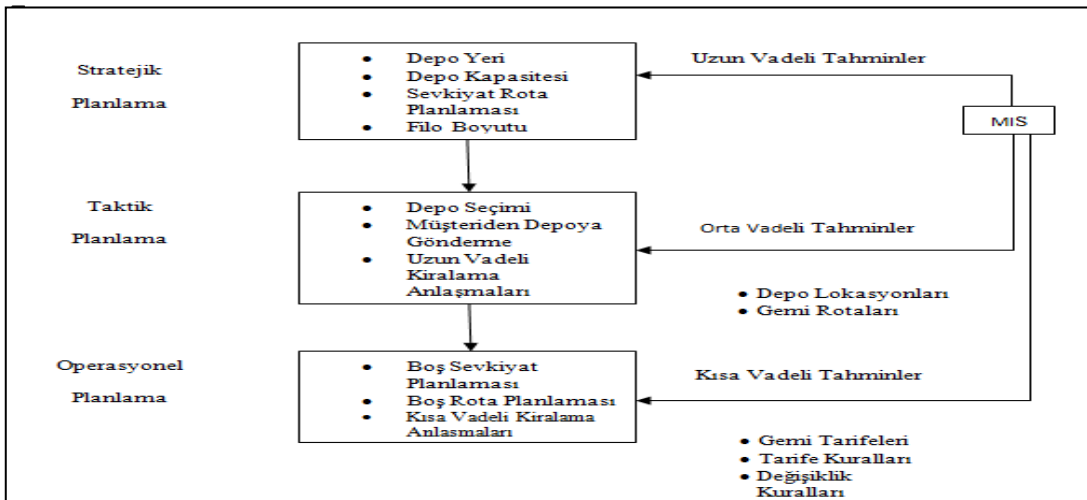 Stratejik
Planlama
• Depo Yeri
• Depo Kapasitesi
• Sevkiyat Rota
Planlaması
• Filo Boyutu
Uzun Vadeli Tahminler
MIS
Taktik
Planlama
• Depo Seçimi
• Müşteriden Depoya
Gönderme
• Uzun Vadeli
Kiralama
Anlaşmaları
Orta Vadeli Tahminler
• Depo Lokasyonları
• Gemi Rotaları
Operasyonel
Planlama
• Boş Sevkiyat
Planlaması
• Boş Rota Planlaması
• Kısa Vadeli Kiralama
Anlasmaları
Kısa Vadeli Tahminler
• Gemi Tarifeleri
• Tarife Kuralları
• Değişiklik
Kuralları